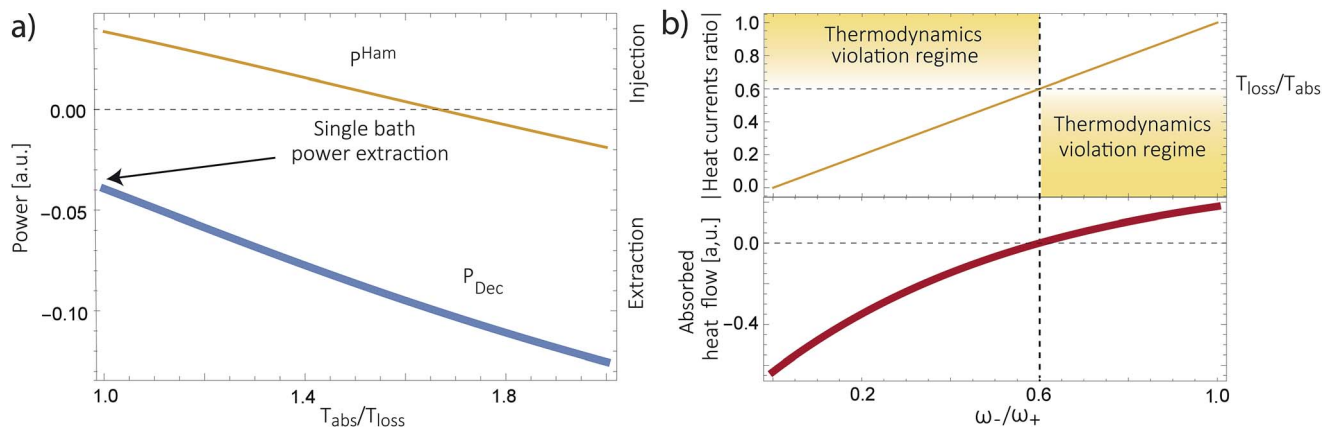 a)
Power [a.u.]
0.00
−0.05
−0.10
P^Ham
Single bath
power extraction
P_Dec
Injection
Extraction
1.0
1.4
1.8
T_abs/T_loss
b)
| Heat currents ratio |
1.0
0.8
0.6
0.4
0.2
0.0
Thermodynamics
violation regime
T_loss/T_abs
Thermodynamics
violation regime
Absorbed
heat flow [a,u.]
0.0
−0.4
0.0
0.2
0.6
1.0
ω_-/ω_+